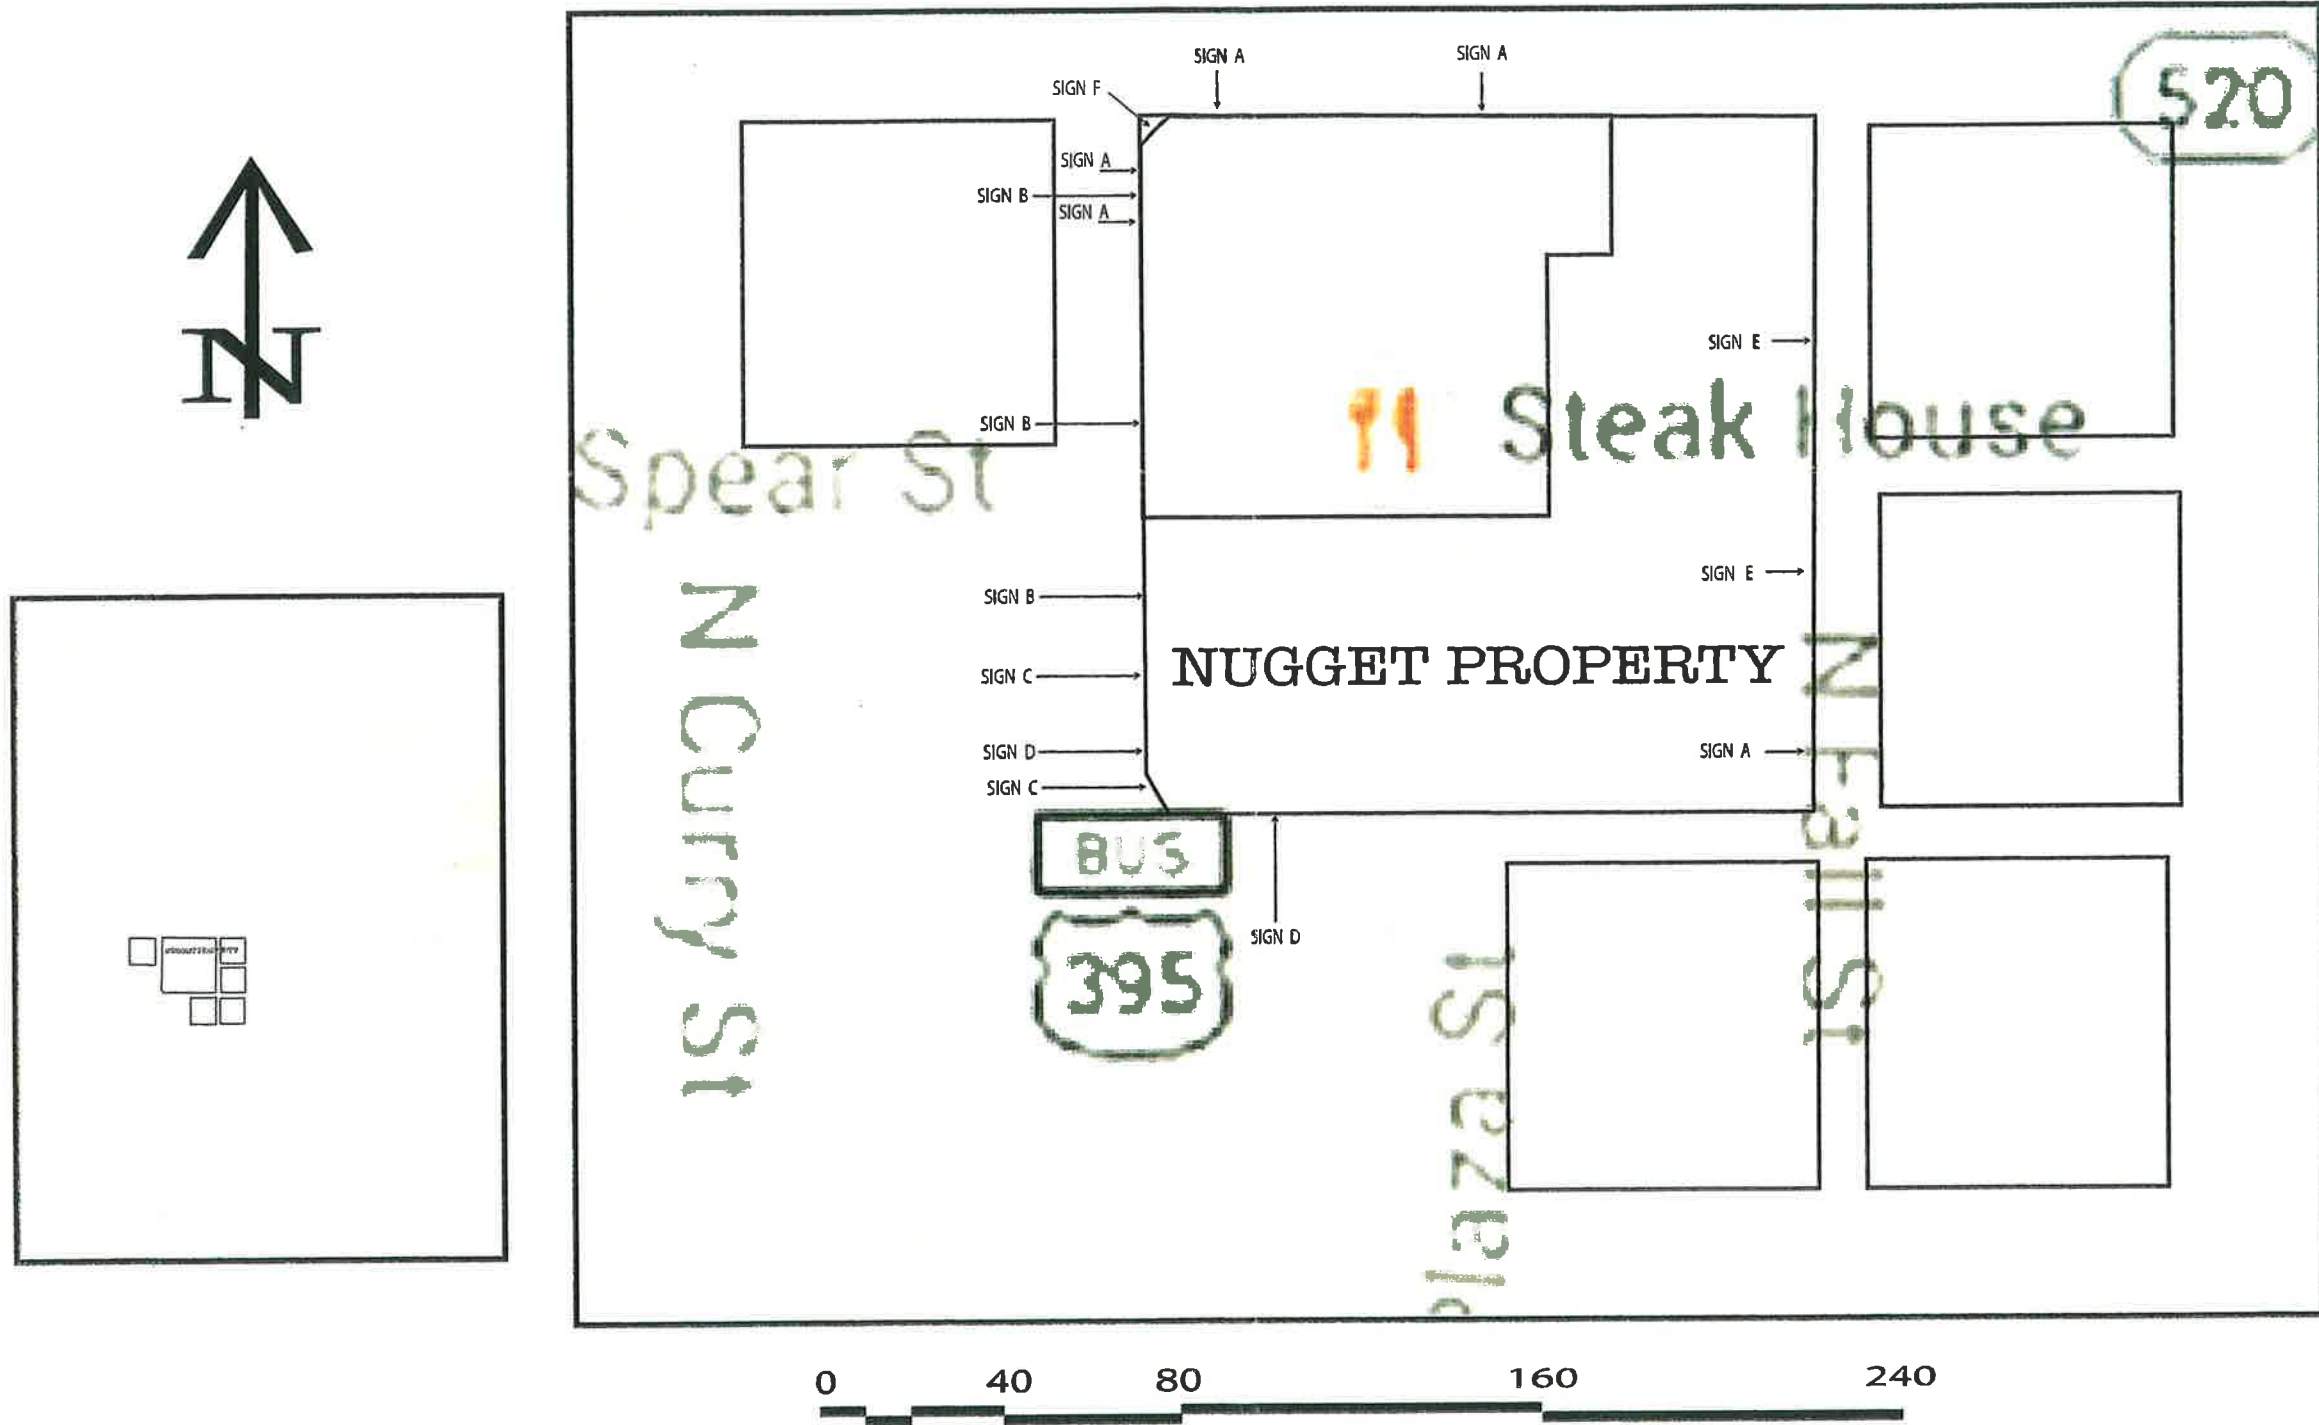 SIGN A
SIGN A
SIGN F
520
SIGN A
SIGN B
SIGN A
N
SIGN E
Steak House
SIGN B
Spear St
SIGN E
N Curry St
SIGN B
NUGGET PROPERTY
N Fall St
SIGN C
SIGN D
SIGN A
SIGN C
BUS
SIGN D
395
Plaza St
0 40 80 160 240